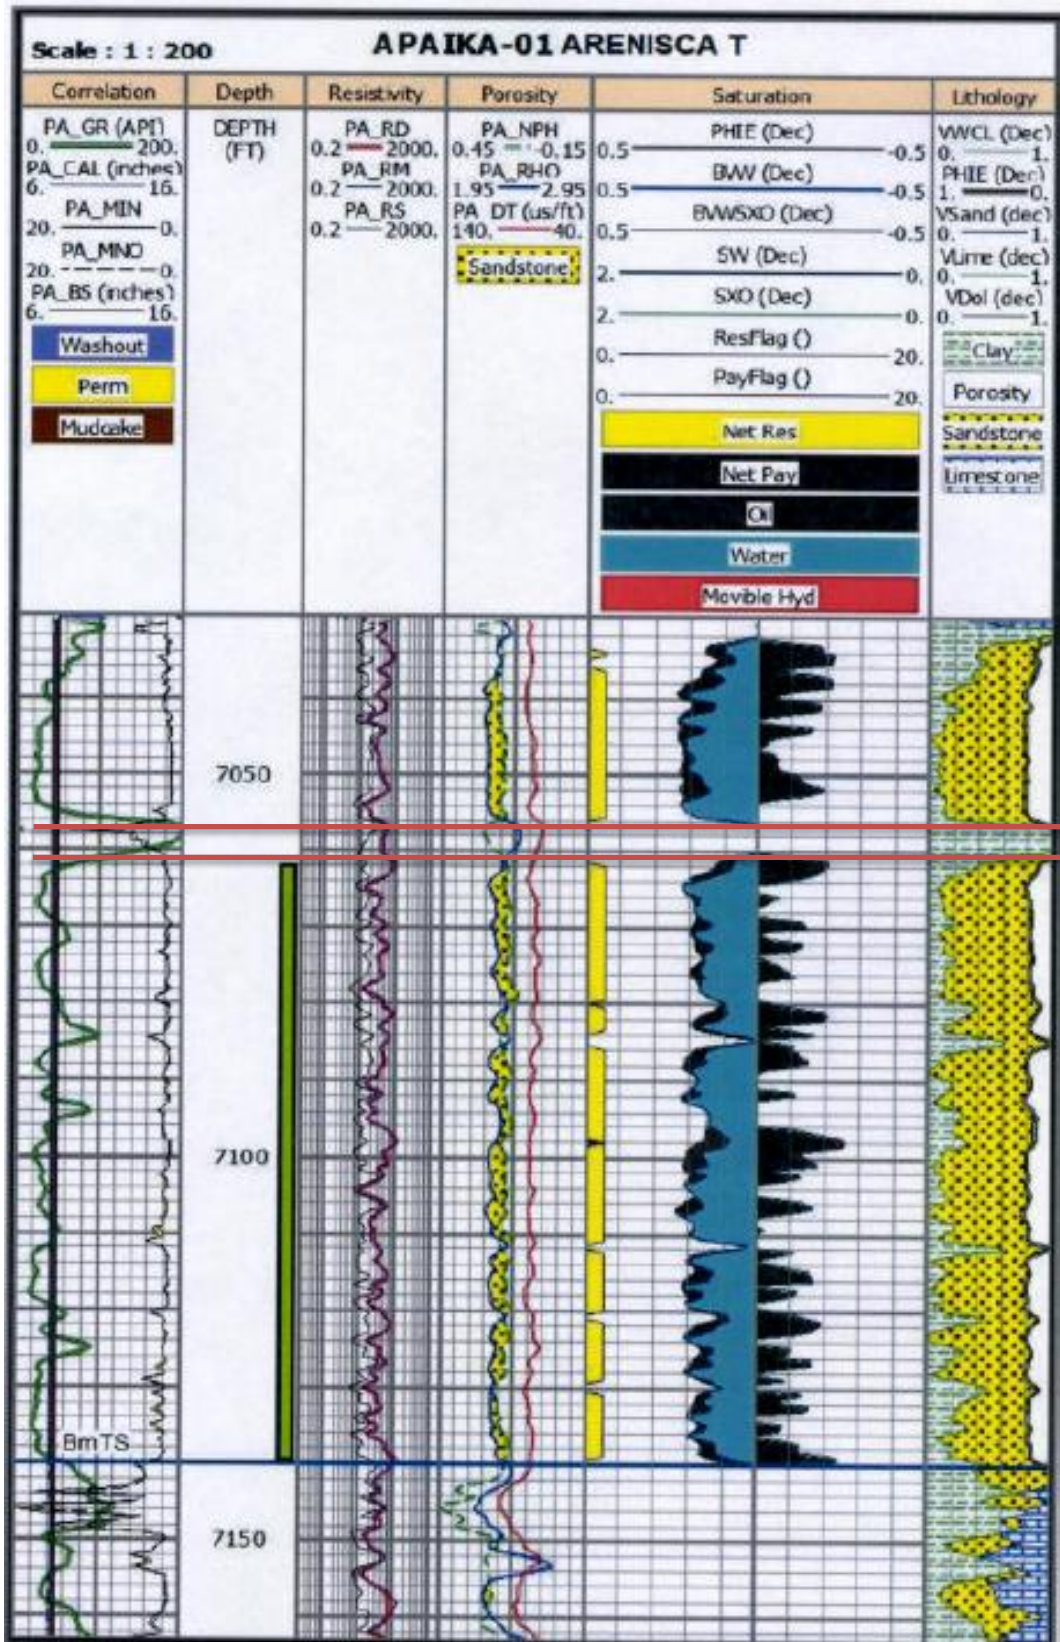 Scale : 1 : 200
APAIKA-01 ARENISCA T
Correlation
Depth
Resistivity
Porosity
Saturation
Lithology
PA_GR (API)
0. 200.
PA_CAL (inches)
6. 16.
PA_MIN
20. 0.
PA_MNO
20. 0.
PA_BS (inches)
6. 16.
Washout
Perm
Mudcake
DEPTH
(FT)
PA_RD
0.2 2000.
PA_RM
0.2 2000.
PA_RS
0.2 2000.
PA_NPH
0.45 -0.15
PA_RHO
1.95 2.95
PA_DT (us/ft)
140. 40.
Sandstone
PHIE (Dec)
0.5 -0.5
BVW (Dec)
0.5 -0.5
BVWSXO (Dec)
0.5 -0.5
SW (Dec)
2. 0.
SXO (Dec)
2. 0.
ResFlag ()
0. 20.
PayFlag ()
0. 20.
Net Res
Net Pay
Oil
Water
Movible Hyd
VWCL (Dec)
0. 1.
PHIE (Dec)
1. 0.
VSand (dec)
0. 1.
VLime (dec)
0. 1.
VDol (dec)
0. 1.
Clay
Porosity
Sandstone
Limestone
7050
7100
BmTS
7150